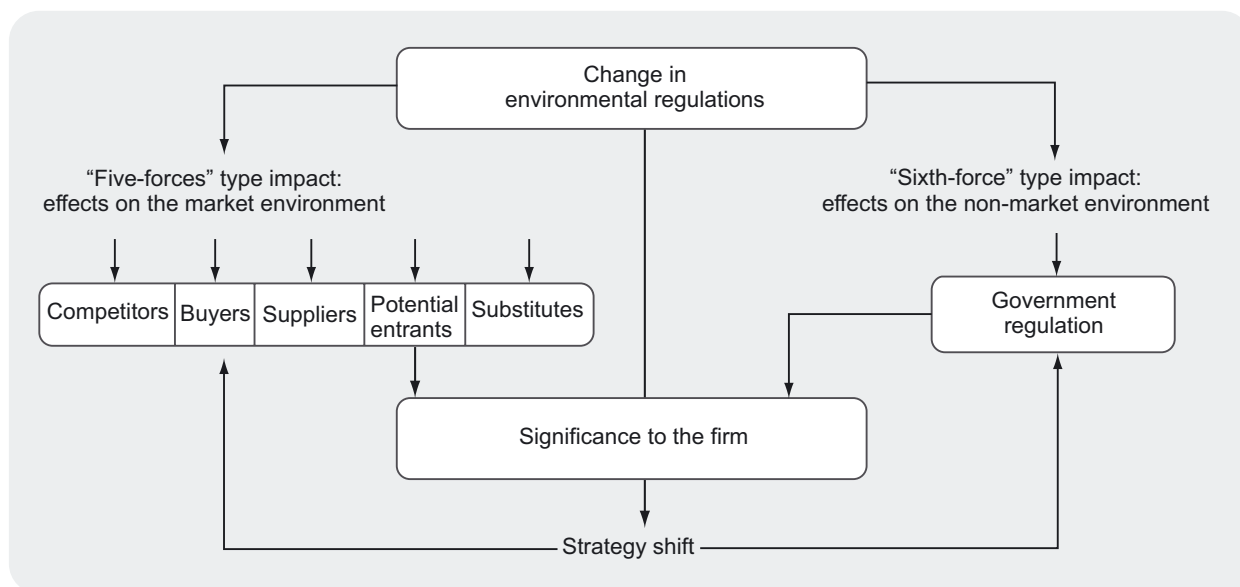 Change in
environmental regulations
“Five-forces” type impact:
effects on the market environment
“Sixth-force” type impact:
effects on the non-market environment
Competitors
Buyers
Suppliers
Potential
entrants
Substitutes
Government
regulation
Significance to the firm
Strategy shift